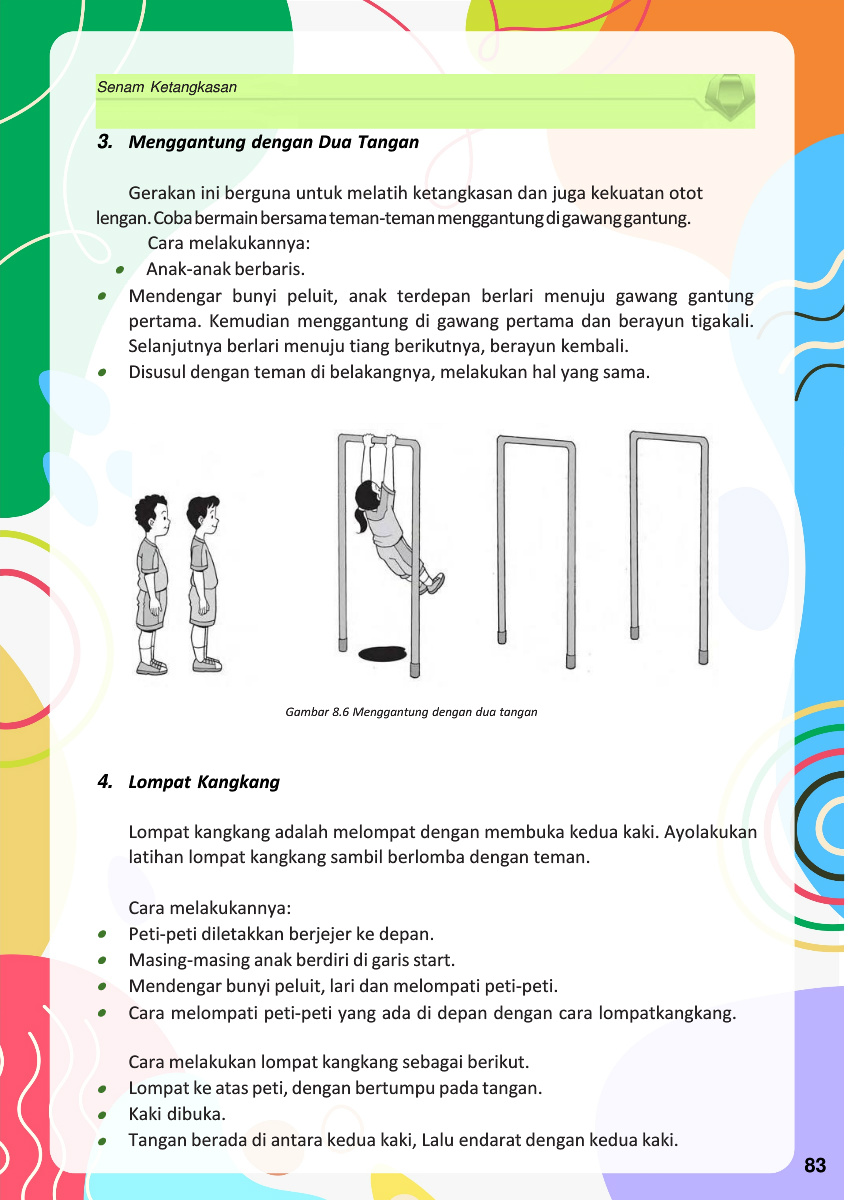 Senam Ketangkasan
3. Menggantung dengan Dua Tangan
Gerakan ini berguna untuk melatih ketangkasan dan juga kekuatan otot
lengan. Coba bermain bersama teman-teman menggantung di gawang gantung.
Cara melakukannya:
• Anak-anak berbaris.
• Mendengar bunyi peluit, anak terdepan berlari menuju gawang gantung
pertama. Kemudian menggantung di gawang pertama dan berayun tigakali.
Selanjutnya berlari menuju tiang berikutnya, berayun kembali.
• Disusul dengan teman di belakangnya, melakukan hal yang sama.
Gambar 8.6 Menggantung dengan dua tangan
4. Lompat Kangkang
Lompat kangkang adalah melompat dengan membuka kedua kaki. Ayolakukan
latihan lompat kangkang sambil berlomba dengan teman.
Cara melakukannya:
• Peti-peti diletakkan berjejer ke depan.
• Masing-masing anak berdiri di garis start.
• Mendengar bunyi peluit, lari dan melompati peti-peti.
• Cara melompati peti-peti yang ada di depan dengan cara lompatkangkang.
Cara melakukan lompat kangkang sebagai berikut.
• Lompat ke atas peti, dengan bertumpu pada tangan.
• Kaki dibuka.
• Tangan berada di antara kedua kaki, Lalu endarat dengan kedua kaki.
83